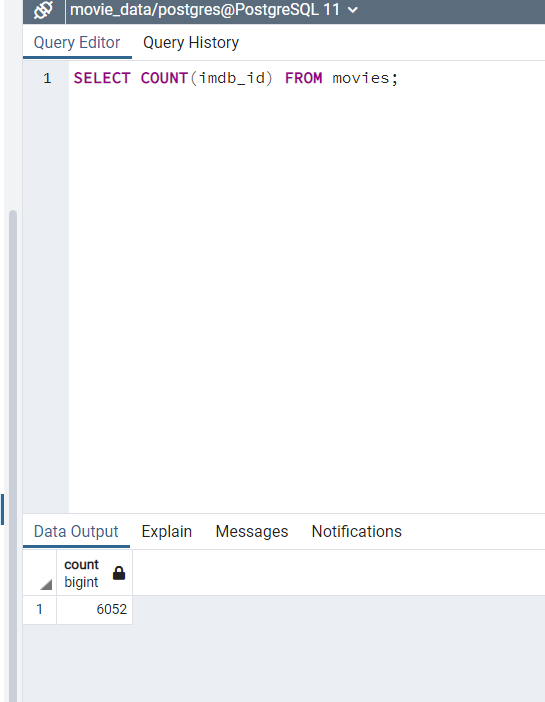 movie_data/postgres@PostgreSQL 11
Query Editor Query History
1 SELECT COUNT(imdb_id) FROM movies;
Data Output Explain Messages Notifications
count
bigint
1 6052